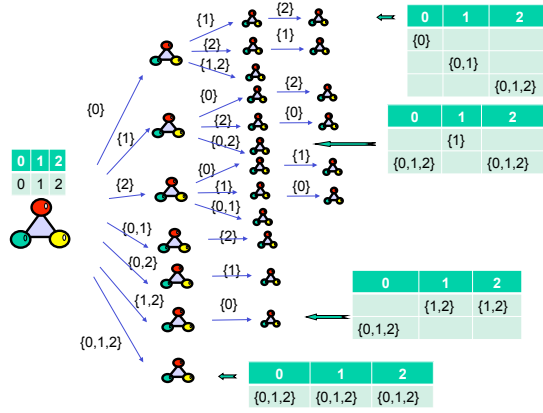 {1} {2} 0 1 2
{0}
{2} {1}
{0,1}
{1,2}
{0,1,2}
{0} {0} {2}
0 1 2
{1} {2} {0}
{1}
{0,2}
{0,1,2} {0,1,2}
0 1 2
{0} {1}
0 1 2
{2} {1} {0}
{0,1}
{0,1} {2}
{0,2} {1}
0 1 2
{1,2} {0} {1,2} {1,2}
{0,1,2}
{0,1,2}
0 1 2
{0,1,2} {0,1,2} {0,1,2}